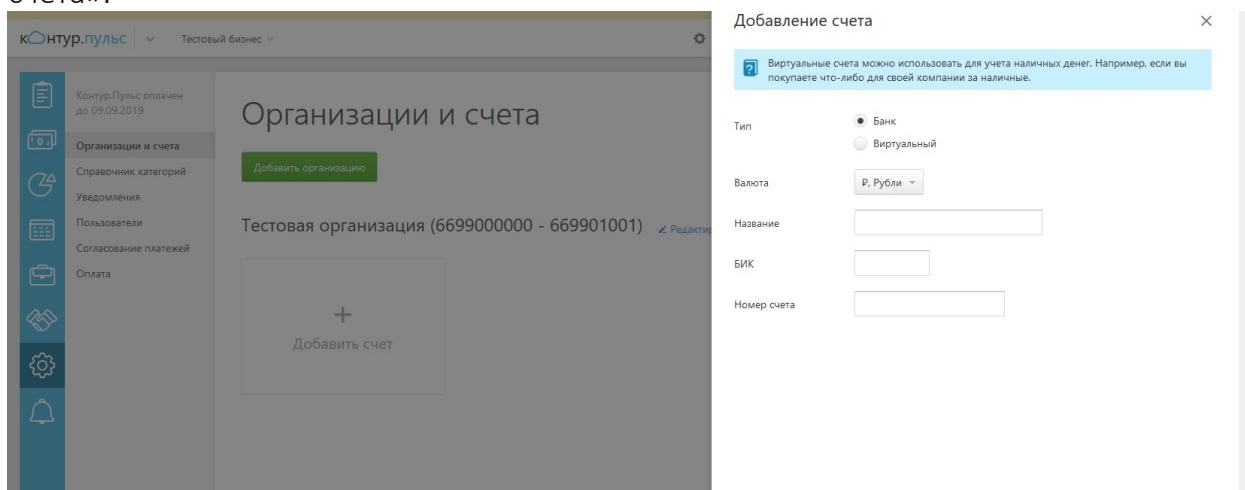 счета».
контур.пульс
Тестовый бизнес
Контур.Пульс оплачен
до 09.09.2019
Организации и счета
Справочник категорий
Уведомления
Пользователи
Согласование платежей
Оплата
Организации и счета
Добавить организацию
Тестовая организация (6699000000 - 669901001)
+
Добавить счет
Добавление счета
Виртуальные счета можно использовать для учета наличных денег. Например, если вы
покупаете что-либо для своей компании за наличные.
Тип
Банк
Виртуальный
Валюта
₽, Рубли
Название
БИК
Номер счета